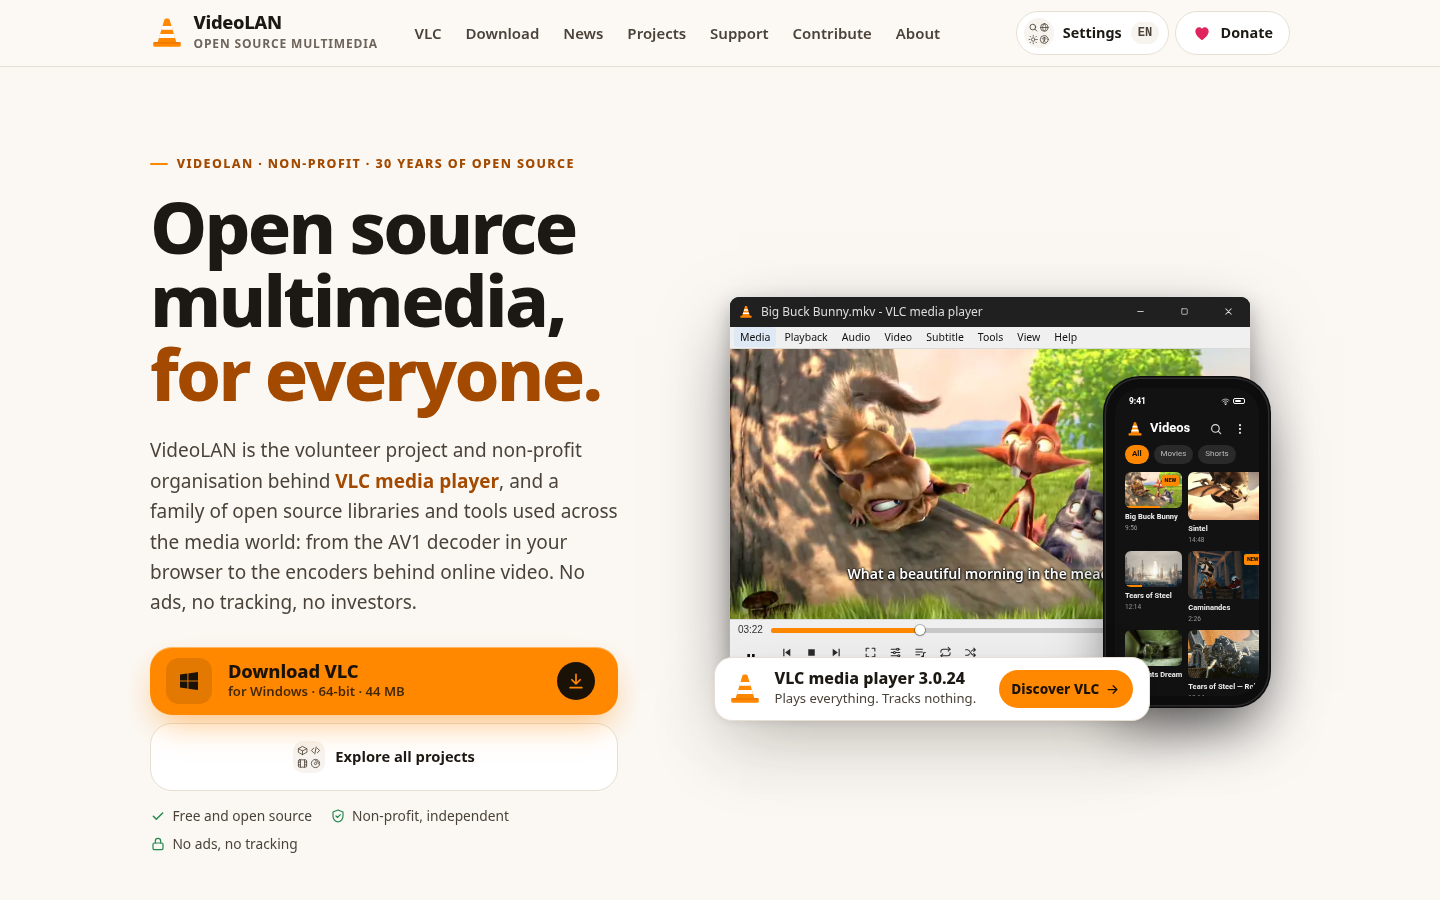 VideoLAN
OPEN SOURCE MULTIMEDIA
VLC
Download
News
Projects
Support
Contribute
About
Settings
EN
Donate
VIDEOLAN · NON-PROFIT · 30 YEARS OF OPEN SOURCE
Open source
multimedia,
for everyone.
VideoLAN is the volunteer project and non-profit
organisation behind VLC media player, and a
family of open source libraries and tools used across
the media world: from the AV1 decoder in your
browser to the encoders behind online video. No
ads, no tracking, no investors.
Download VLC
for Windows · 64-bit · 44 MB
Explore all projects
Free and open source
Non-profit, independent
No ads, no tracking
Big Buck Bunny.mkv - VLC media player
Media
Playback
Audio
Video
Subtitle
Tools
View
Help
What a beautiful morning in the
03:22
9:41
Videos
All
Movies
Shorts
NEW
Big Buck Bunny
9:56
Sintel
14:48
NEW
Tears of Steel
12:14
Caminandes
2:26
Dream
Tears of Steel —
VLC media player 3.0.24
Plays everything. Tracks nothing.
Discover VLC →